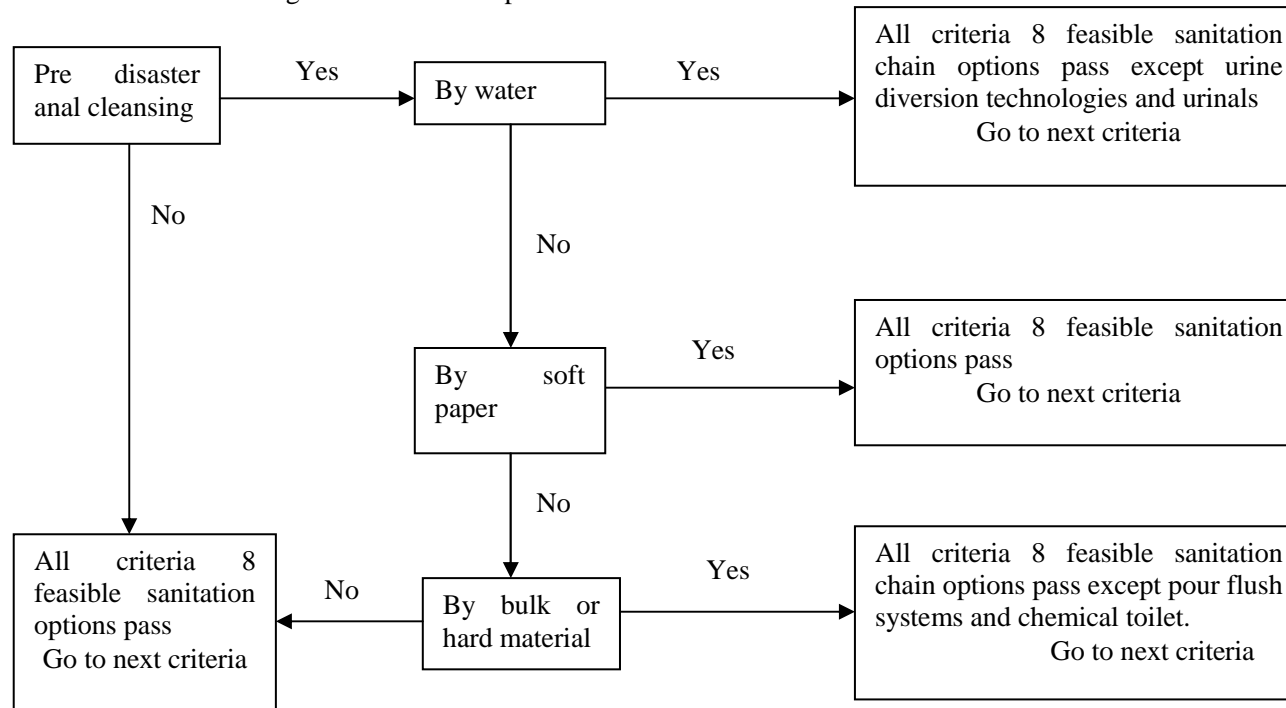 Pre disaster
anal cleansing
Yes
By water
Yes
All criteria 8 feasible sanitation
chain options pass except urine
diversion technologies and urinals
Go to next criteria
No
No
By soft
paper
Yes
All criteria 8 feasible sanitation
options pass
Go to next criteria
No
All criteria 8
feasible sanitation
options pass
Go to next criteria
No
By bulk or
hard material
Yes
All criteria 8 feasible sanitation
chain options pass except pour flush
systems and chemical toilet.
Go to next criteria